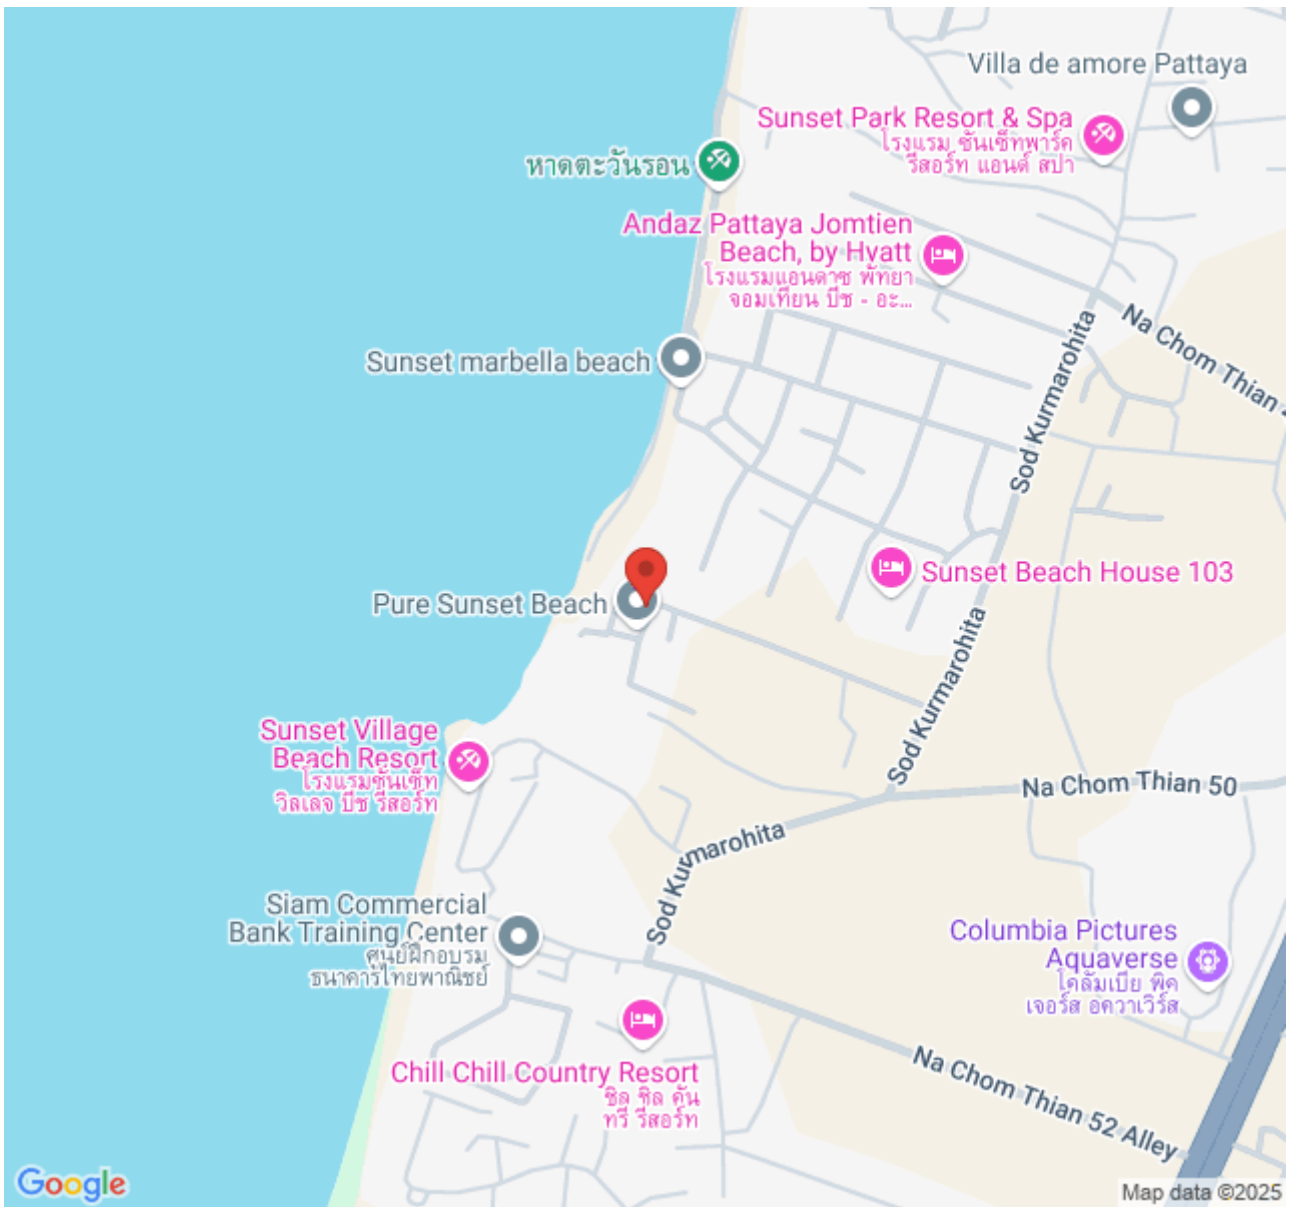 Villa de amore Pattaya
Sunset Park Resort & Spa
โรงแรม ซันเซ็ทพาร์ค
รีสอร์ท แอนด์ สปา
หาดตะวันรอน
Andaz Pattaya Jomtien
Beach, by Hyatt
โรงแรมแอนดาซ พัทยา
จอมเทียน บีช - อะ...
Na Chom Thian 4
Sod Kurmarohita
Sunset marbella beach
Sunset Beach House 103
Pure Sunset Beach
Sod Kurmarohita
Sunset Village
Beach Resort
โรงแรมซันเซ็ท
วิลเลจ บีช รีสอร์ท
Na Chom Thian 50
Sod Kurmarohita
Siam Commercial
Bank Training Center
ศูนย์ฝึกอบรม
ธนาคารไทยพาณิชย์
Columbia Pictures
Aquaverse
โคลัมเบีย พิค
เจอร์ส อควาเวิร์ส
Chill Chill Country Resort
ชิล ชิล คัน
ทรี รีสอร์ท
Na Chom Thian 52 Alley
Google
Map data ©2025